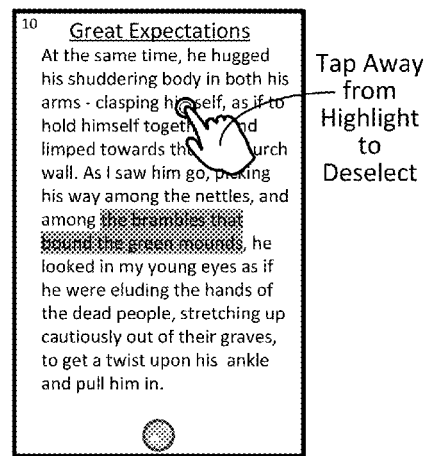 10
Great Expectations
At the same time, he hugged
his shuddering body in both his
arms - clasping himself, as if to
hold himself
limped towards
wall. As I saw him go, picking
his way among the nettles, and
among the brambles that
bound the green mounds, he
looked in my young eyes as if
he were eluding the hands of
the dead people, stretching up
cautiously out of their graves,
to get a twist upon his ankle
and pull him in.
Tap Away
from
Highlight
to
Deselect